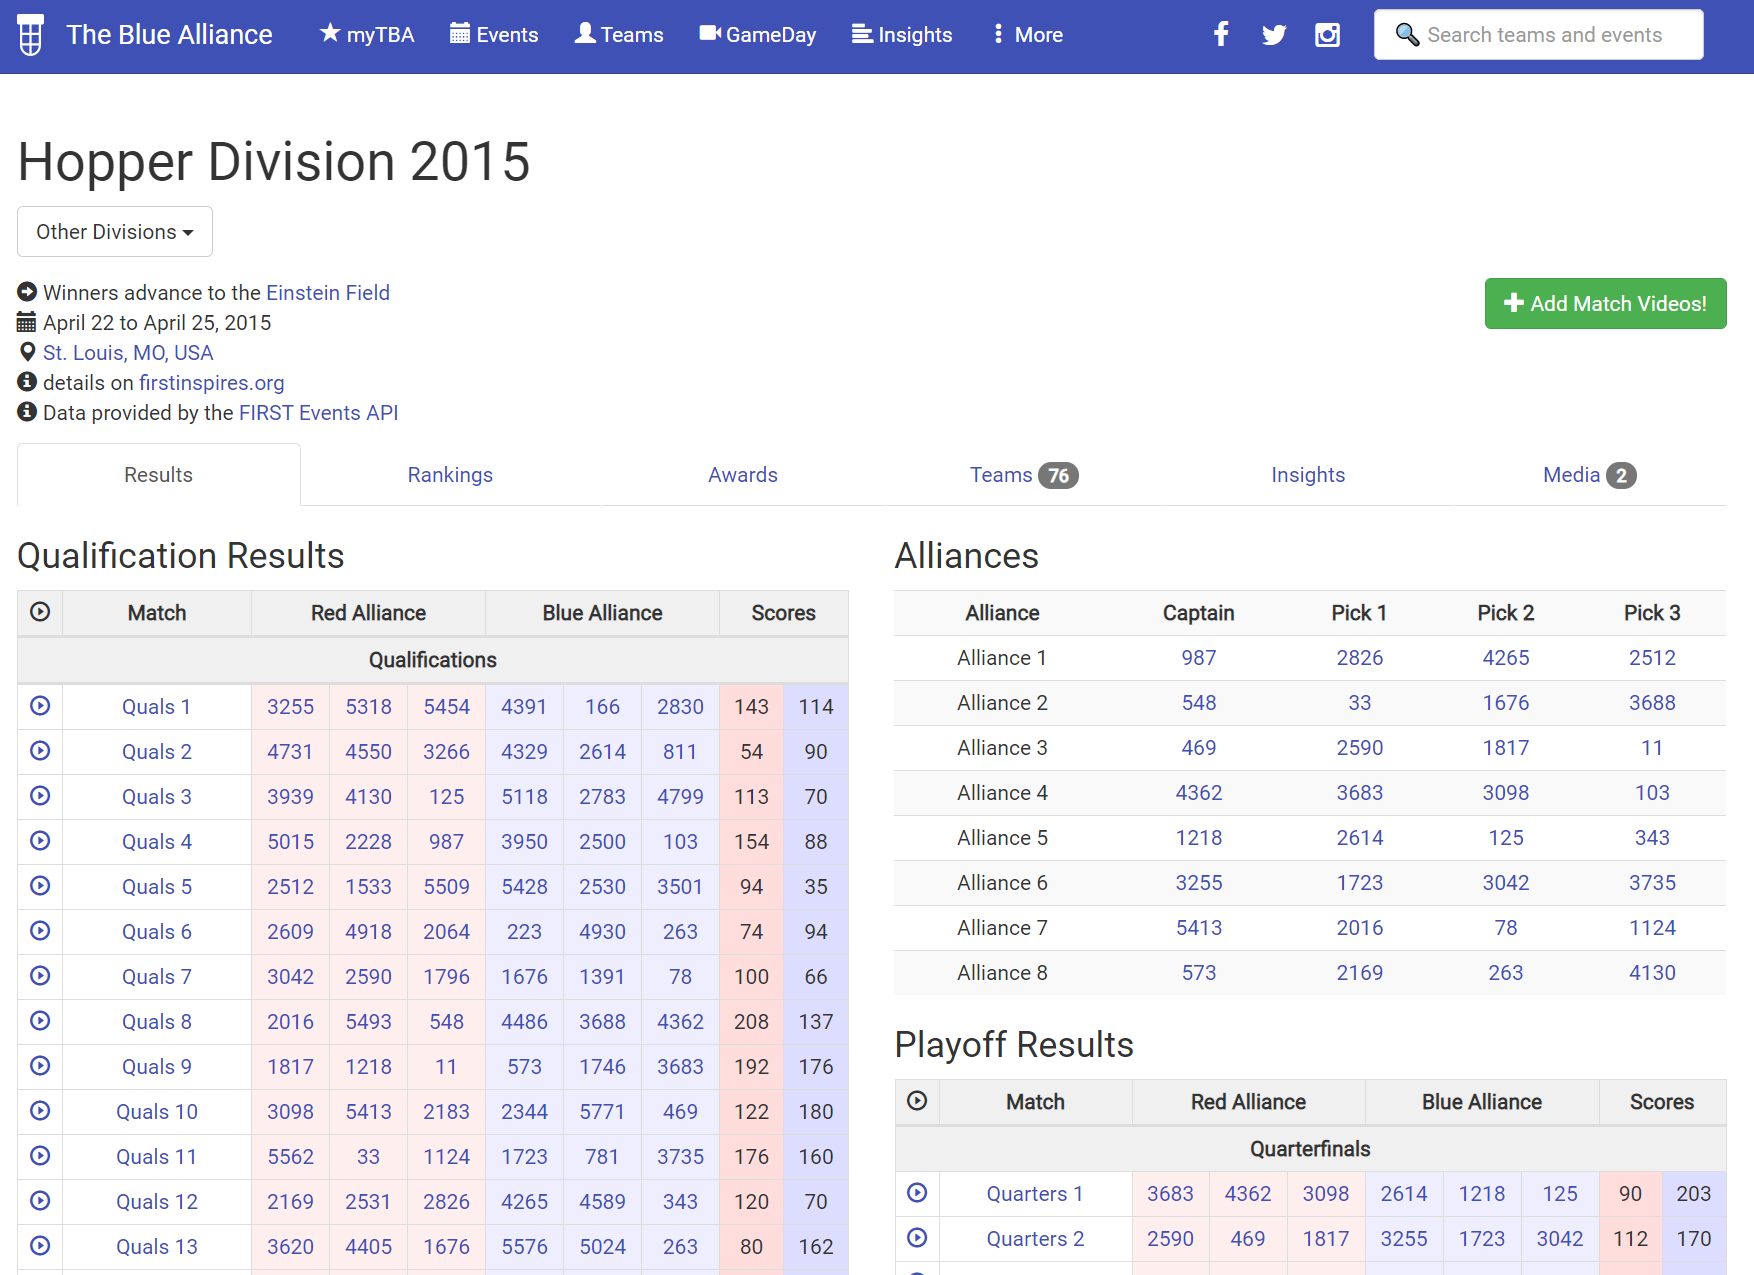 The Blue Alliance myTBA Events Teams GameDay Insights More Search teams and events
Hopper Division 2015
Other Divisions
Winners advance to the Einstein Field
April 22 to April 25, 2015
St. Louis, MO, USA
details on firstinspires.org
Data provided by the FIRST Events API
Add Match Videos!
Results Rankings Awards Teams 76 Insights Media 2
Qualification Results
Match Red Alliance Blue Alliance Scores
Qualifications
Quals 1 3255 5318 5454 4391 166 2830 143 114
Quals 2 4731 4550 3266 4329 2614 811 54 90
Quals 3 3939 4130 125 5118 2783 4799 113 70
Quals 4 5015 2228 987 3950 2500 103 154 88
Quals 5 2512 1533 5509 5428 2530 3501 94 35
Quals 6 2609 4918 2064 223 4930 263 74 94
Quals 7 3042 2590 1796 1676 1391 78 100 66
Quals 8 2016 5493 548 4486 3688 4362 208 137
Quals 9 1817 1218 11 573 1746 3683 192 176
Quals 10 3098 5413 2183 2344 5771 469 122 180
Quals 11 5562 33 1124 1723 781 3735 176 160
Quals 12 2169 2531 2826 4265 4589 343 120 70
Quals 13 3620 4405 1676 5576 5024 263 80 162
Alliances
Alliance Captain Pick 1 Pick 2 Pick 3
Alliance 1 987 2826 4265 2512
Alliance 2 548 33 1676 3688
Alliance 3 469 2590 1817 11
Alliance 4 4362 3683 3098 103
Alliance 5 1218 2614 125 343
Alliance 6 3255 1723 3042 3735
Alliance 7 5413 2016 78 1124
Alliance 8 573 2169 263 4130
Playoff Results
Match Red Alliance Blue Alliance Scores
Quarterfinals
Quarters 1 3683 4362 3098 2614 1218 125 90 203
Quarters 2 2590 469 1817 3255 1723 3042 112 170